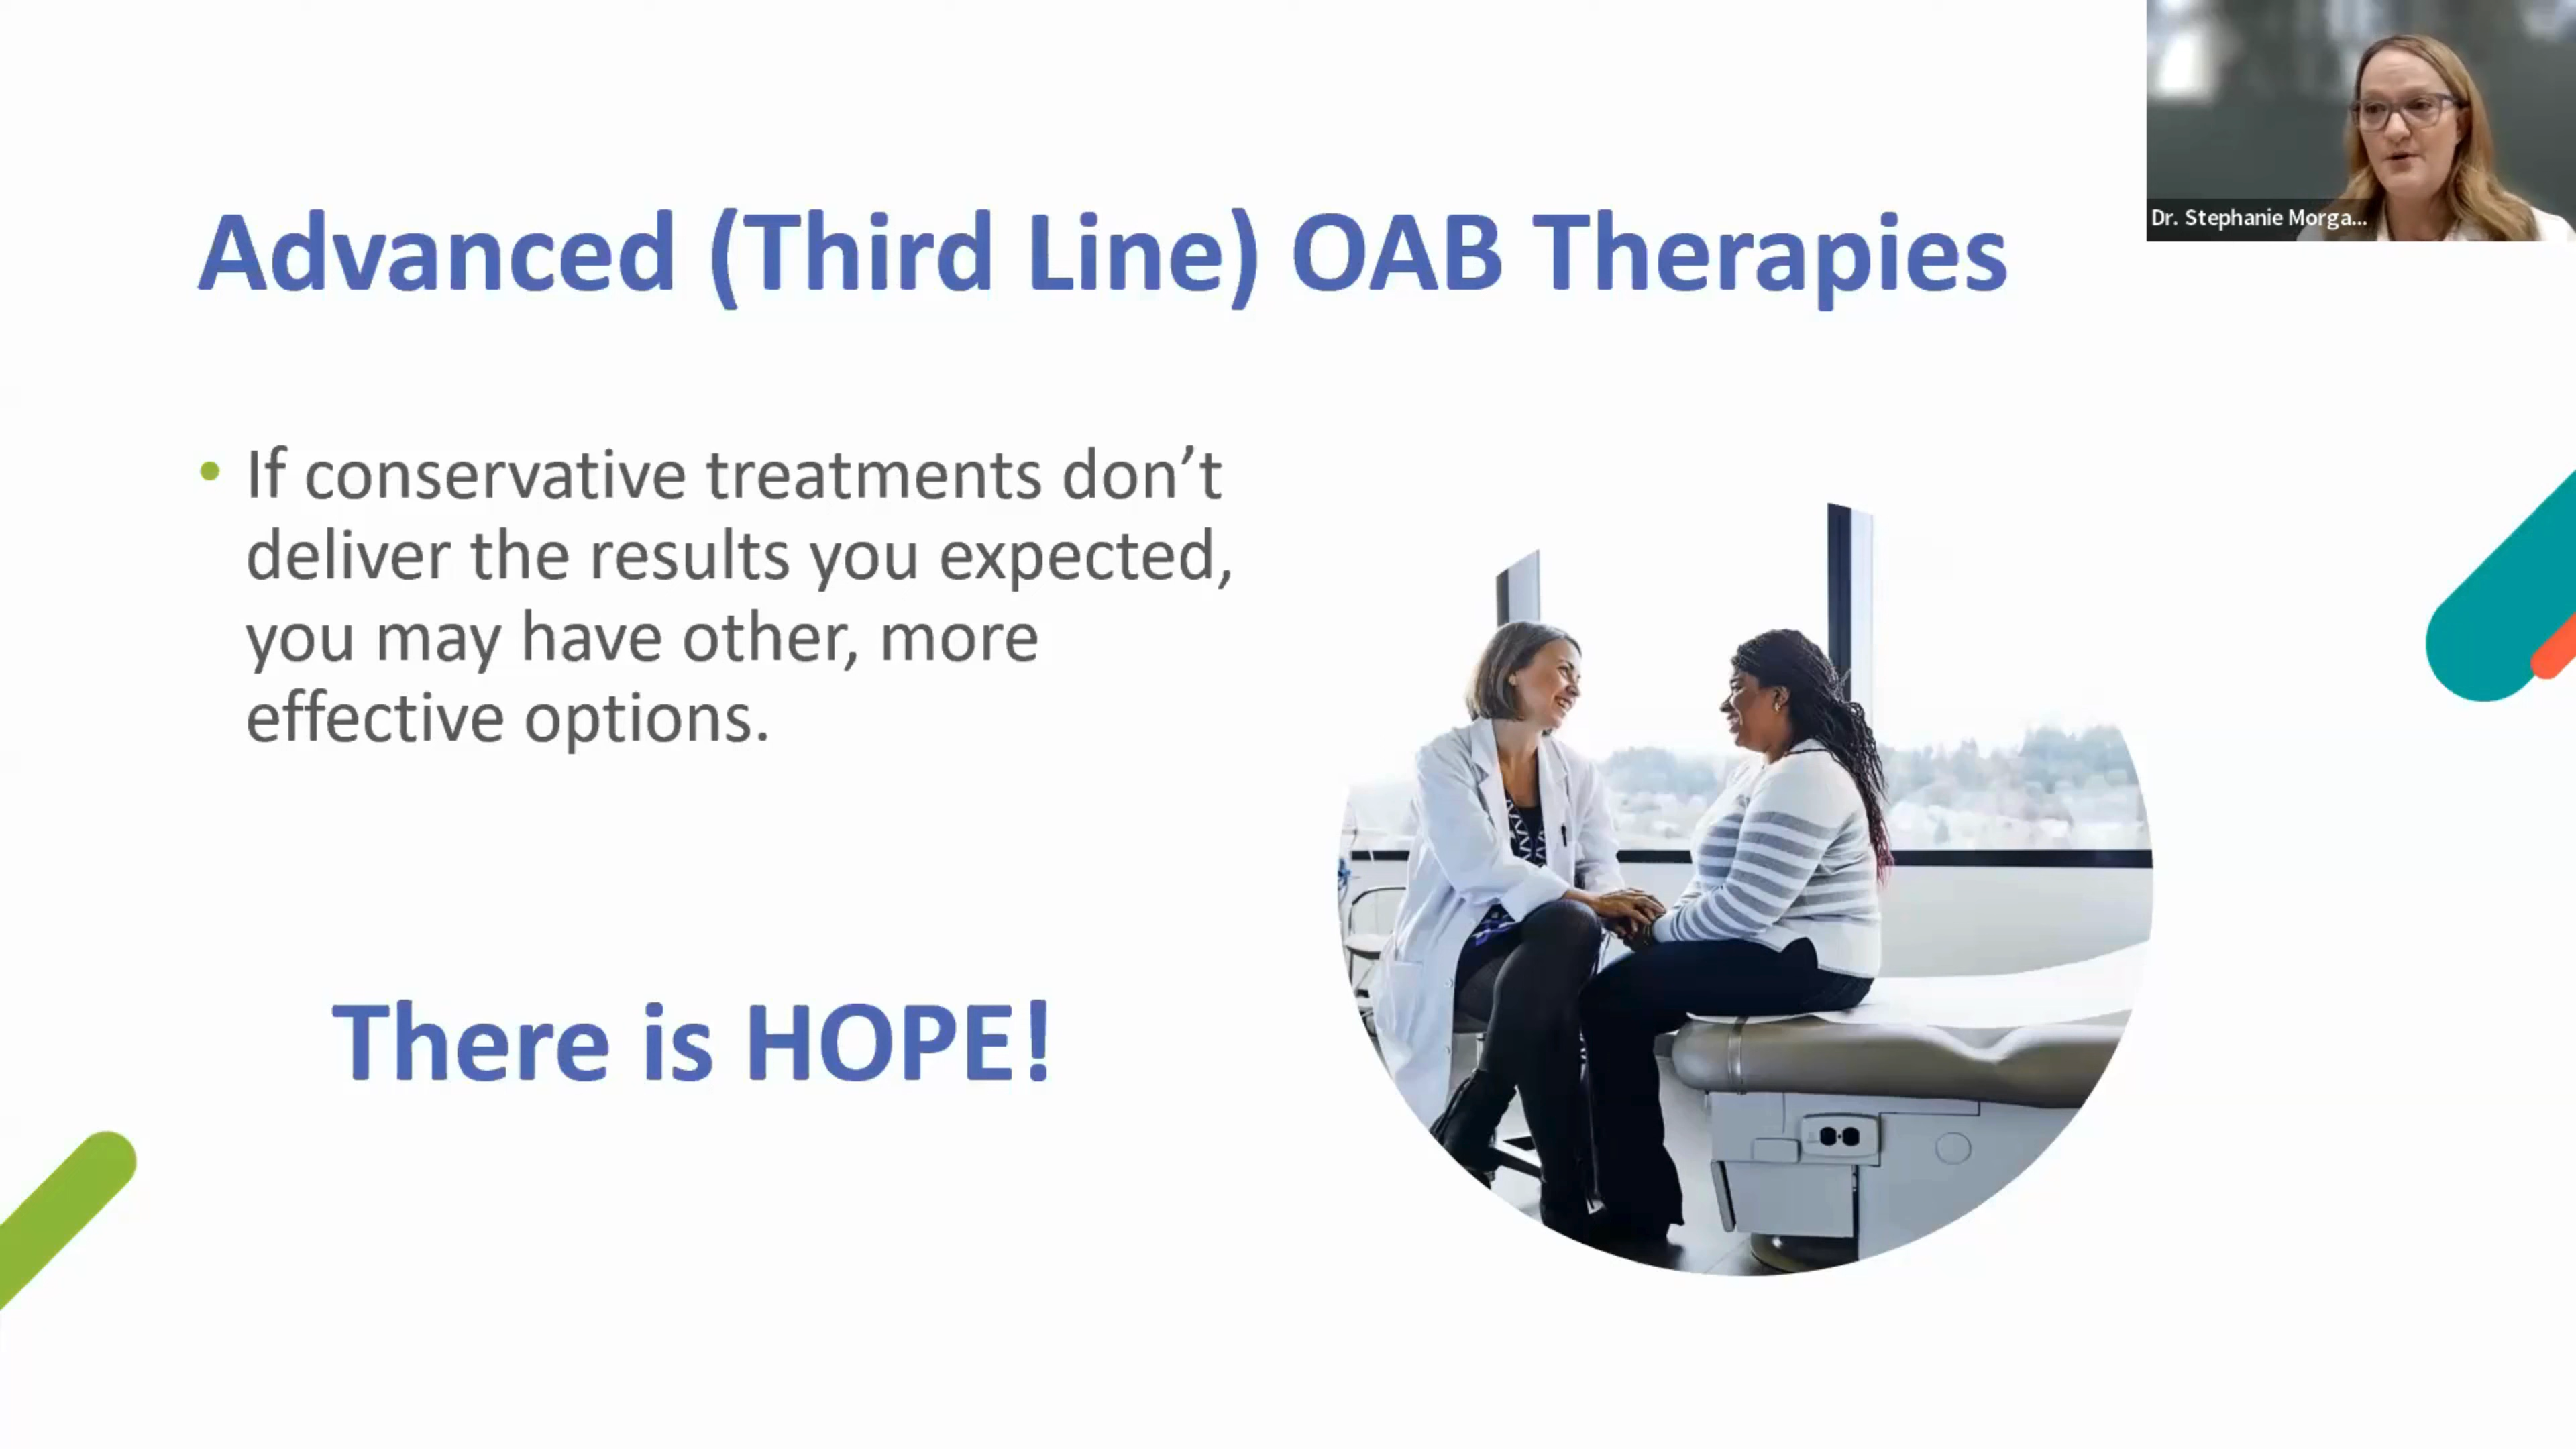 Advanced (Third Line) OAB Therapies
• If conservative treatments don’t
deliver the results you expected,
you may have other, more
effective options.
There is HOPE!
Dr. Stephanie Morga...